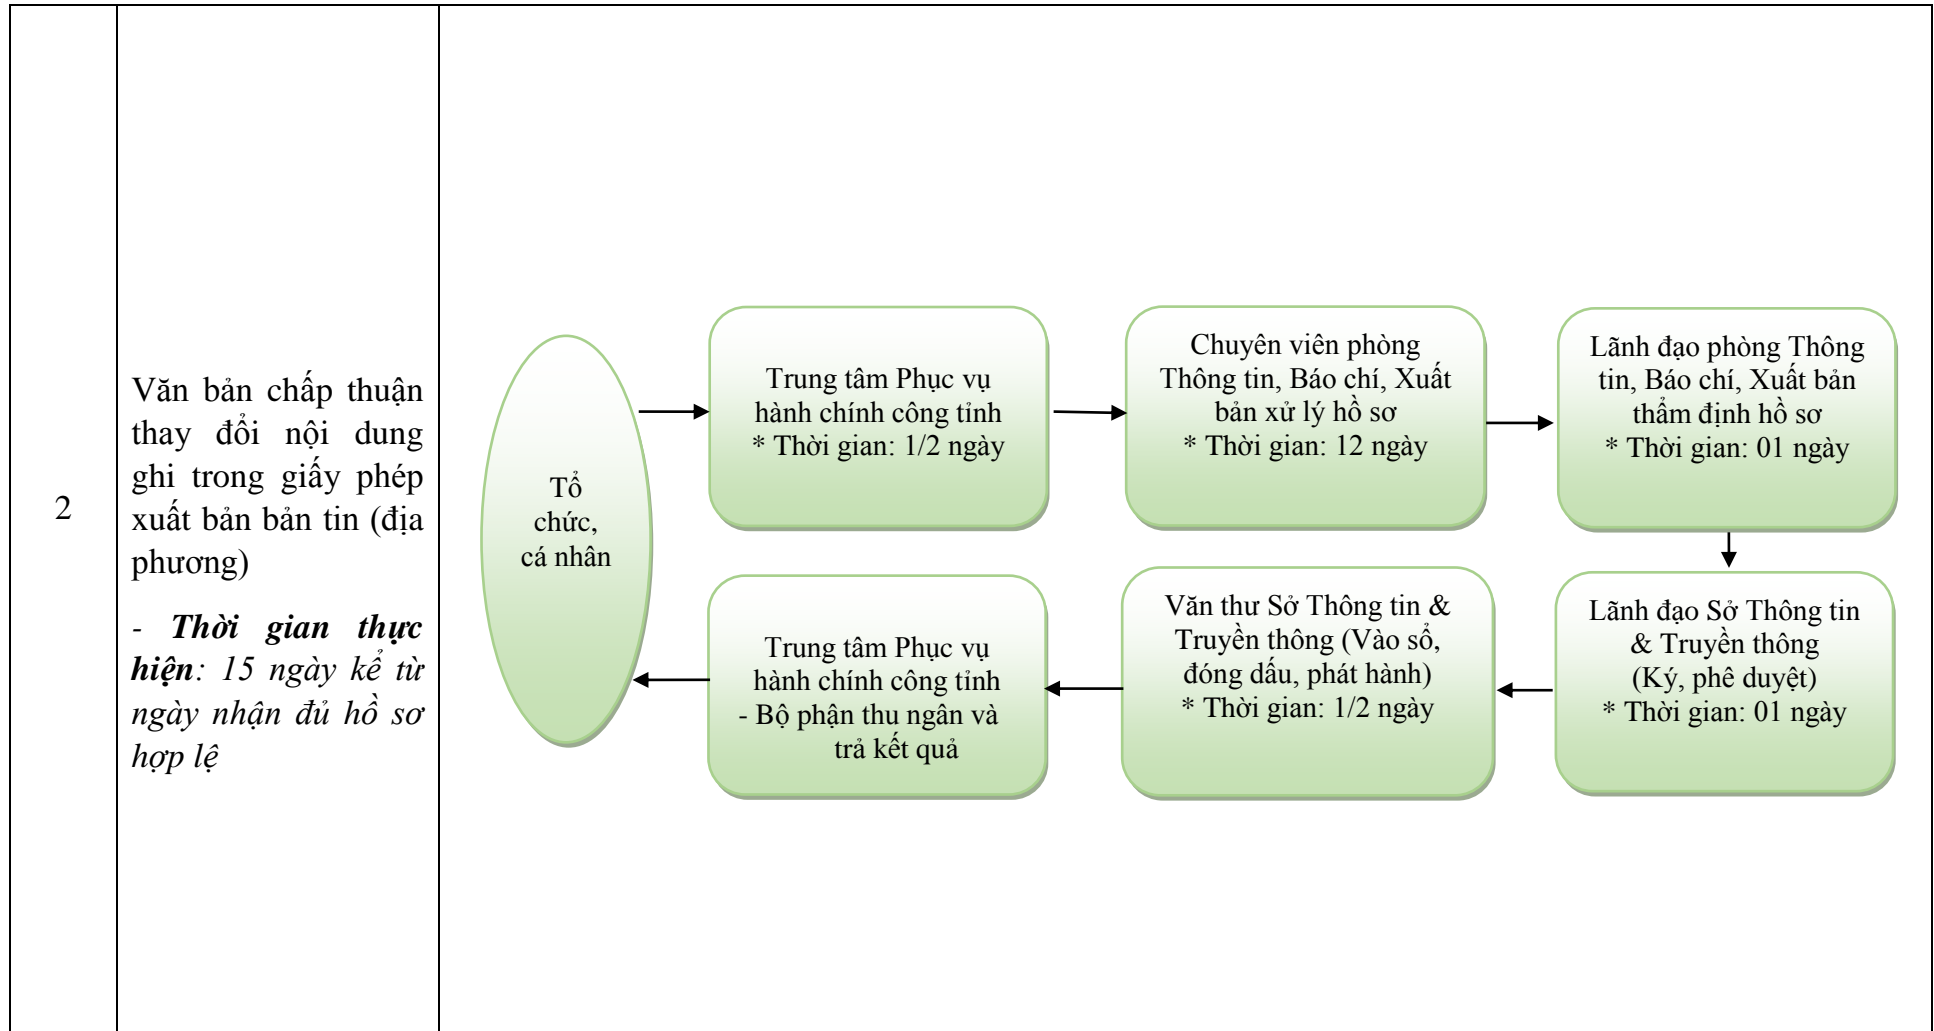 2
Văn bản chấp thuận
thay đổi nội dung
ghi trong giấy phép
xuất bản bản tin (địa
phương)
- Thời gian thực
hiện: 15 ngày kể từ
ngày nhận đủ hồ sơ
hợp lệ
Tổ
chức,
cá nhân
Trung tâm Phục vụ
hành chính công tỉnh
* Thời gian: 1/2 ngày
Chuyên viên phòng
Thông tin, Báo chí, Xuất
bản xử lý hồ sơ
* Thời gian: 12 ngày
Lãnh đạo phòng Thông
tin, Báo chí, Xuất bản
thẩm định hồ sơ
* Thời gian: 01 ngày
Lãnh đạo Sở Thông tin
& Truyền thông
(Ký, phê duyệt)
* Thời gian: 01 ngày
Văn thư Sở Thông tin &
Truyền thông (Vào sổ,
đóng dấu, phát hành)
* Thời gian: 1/2 ngày
Trung tâm Phục vụ
hành chính công tỉnh
- Bộ phận thu ngân và
trả kết quả